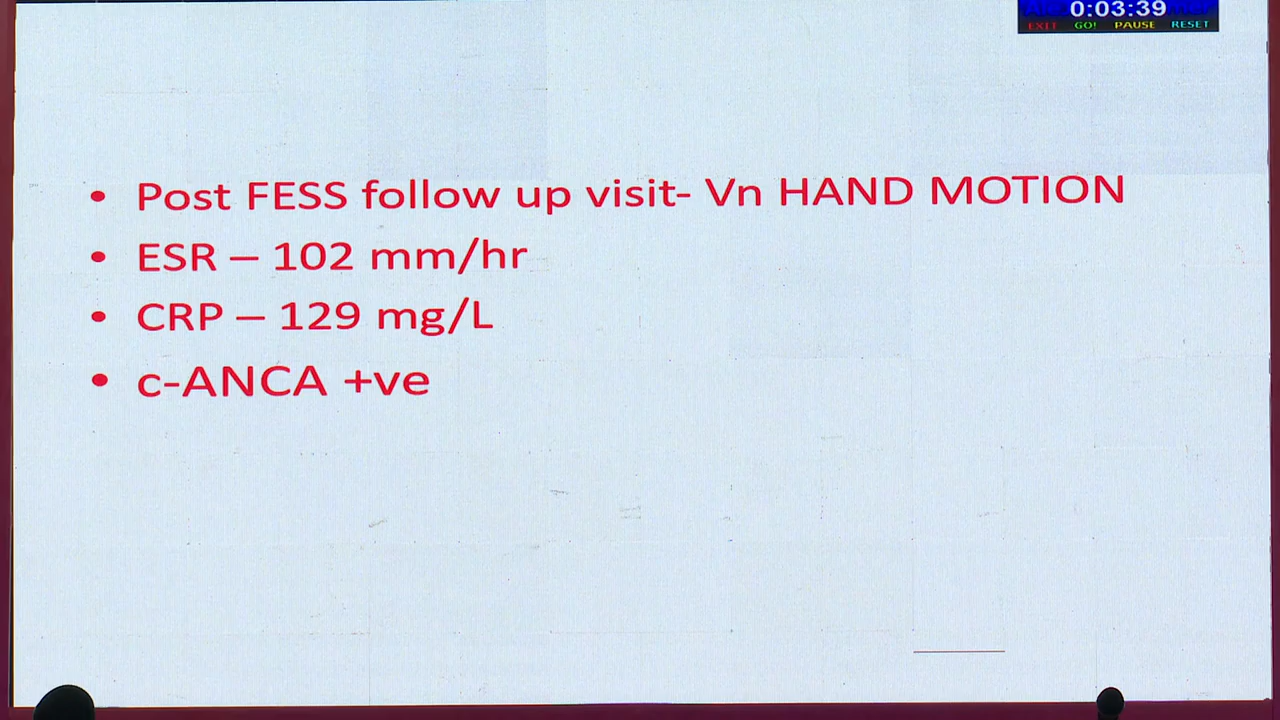 0:03:39
EXIT GO! PAUSE RESET
• Post FESS follow up visit- Vn HAND MOTION
• ESR – 102 mm/hr
• CRP – 129 mg/L
• c-ANCA +ve